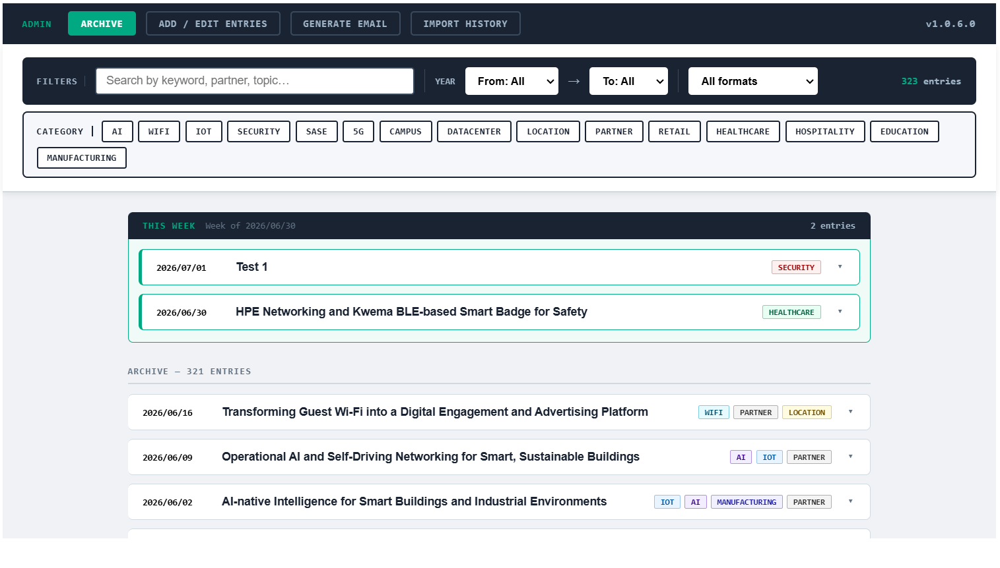 ADMIN ARCHIVE ADD / EDIT ENTRIES GENERATE EMAIL IMPORT HISTORY v1.0.6.0
FILTERS Search by keyword, partner, topic… YEAR From: All → To: All All formats 323 entries
CATEGORY AI WIFI IOT SECURITY SASE 5G CAMPUS DATACENTER LOCATION PARTNER RETAIL HEALTHCARE HOSPITALITY EDUCATION
MANUFACTURING
THIS WEEK Week of 2026/06/30 2 entries
2026/07/01 Test 1 SECURITY ▼
2026/06/30 HPE Networking and Kwema BLE-based Smart Badge for Safety HEALTHCARE ▼
ARCHIVE — 321 ENTRIES
2026/06/16 Transforming Guest Wi-Fi into a Digital Engagement and Advertising Platform WIFI PARTNER LOCATION ▼
2026/06/09 Operational AI and Self-Driving Networking for Smart, Sustainable Buildings AI IOT PARTNER ▼
2026/06/02 AI-native Intelligence for Smart Buildings and Industrial Environments IOT AI MANUFACTURING PARTNER ▼